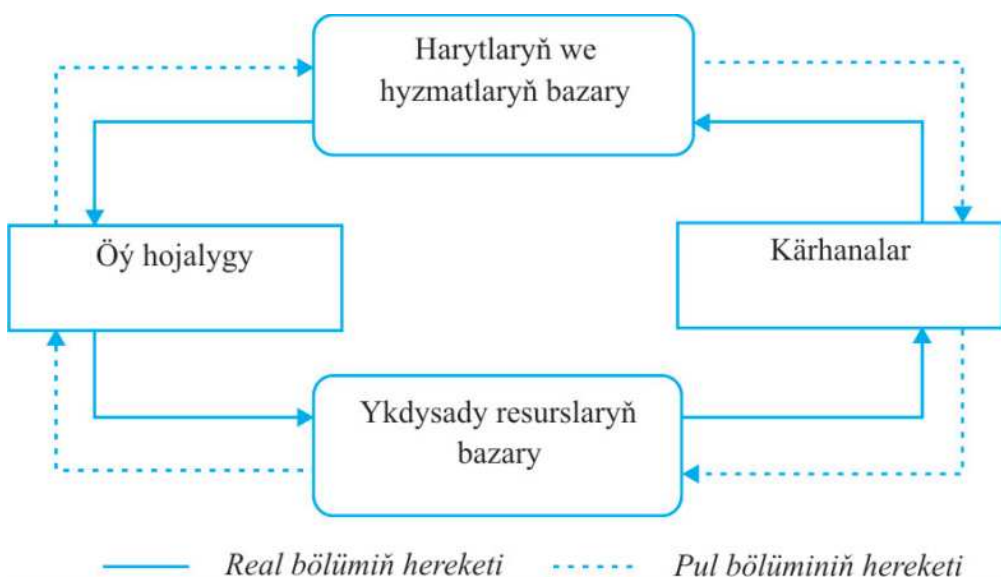 Harytlaryň we
hyzmatlaryň bazary
Öý hojalygy
Kärhanalar
Ykdysady resurslaryň
bazary
Real bölümiň hereketi
Pul bölüminiň hereketi